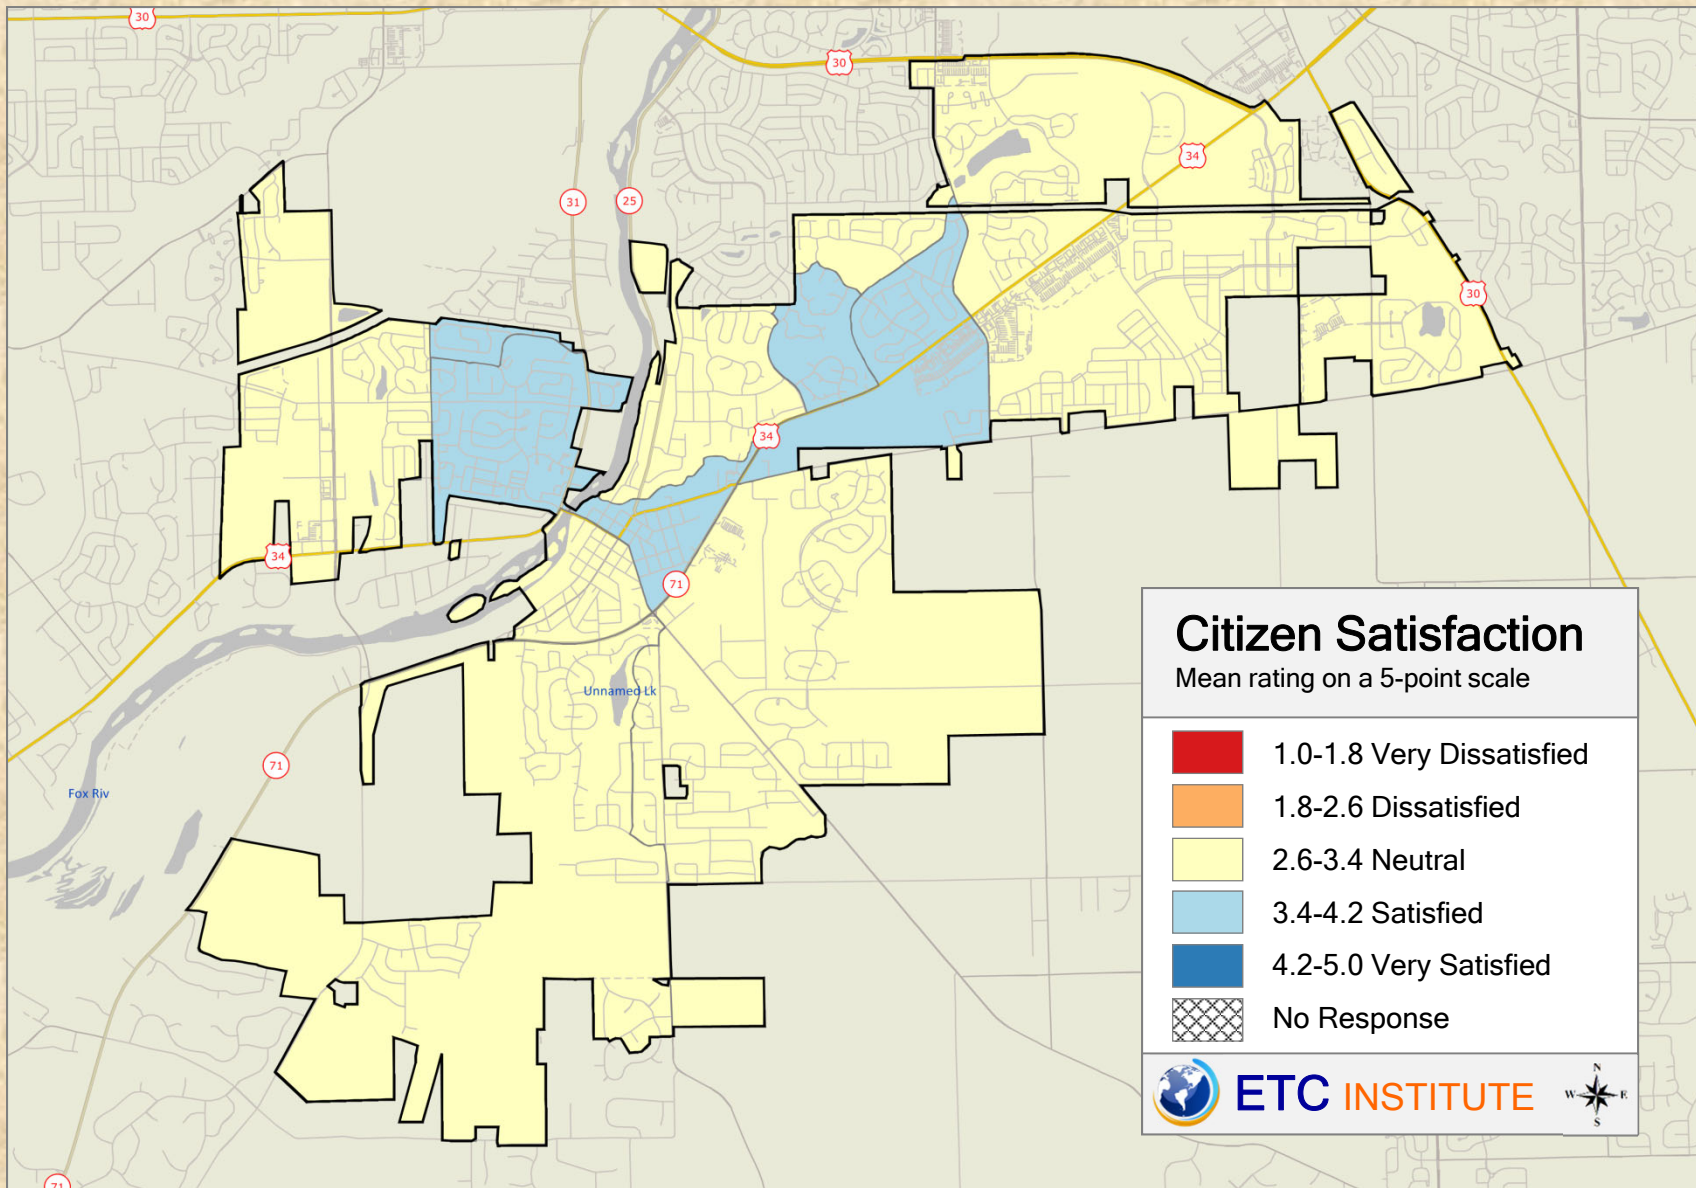 30
30
34
31
25
30
34
34
71
Unnamed Lk
71
Fox Riv
71
Citizen Satisfaction
Mean rating on a 5-point scale
1.0-1.8 Very Dissatisfied
1.8-2.6 Dissatisfied
2.6-3.4 Neutral
3.4-4.2 Satisfied
4.2-5.0 Very Satisfied
No Response
ETC INSTITUTE
N
W E
S